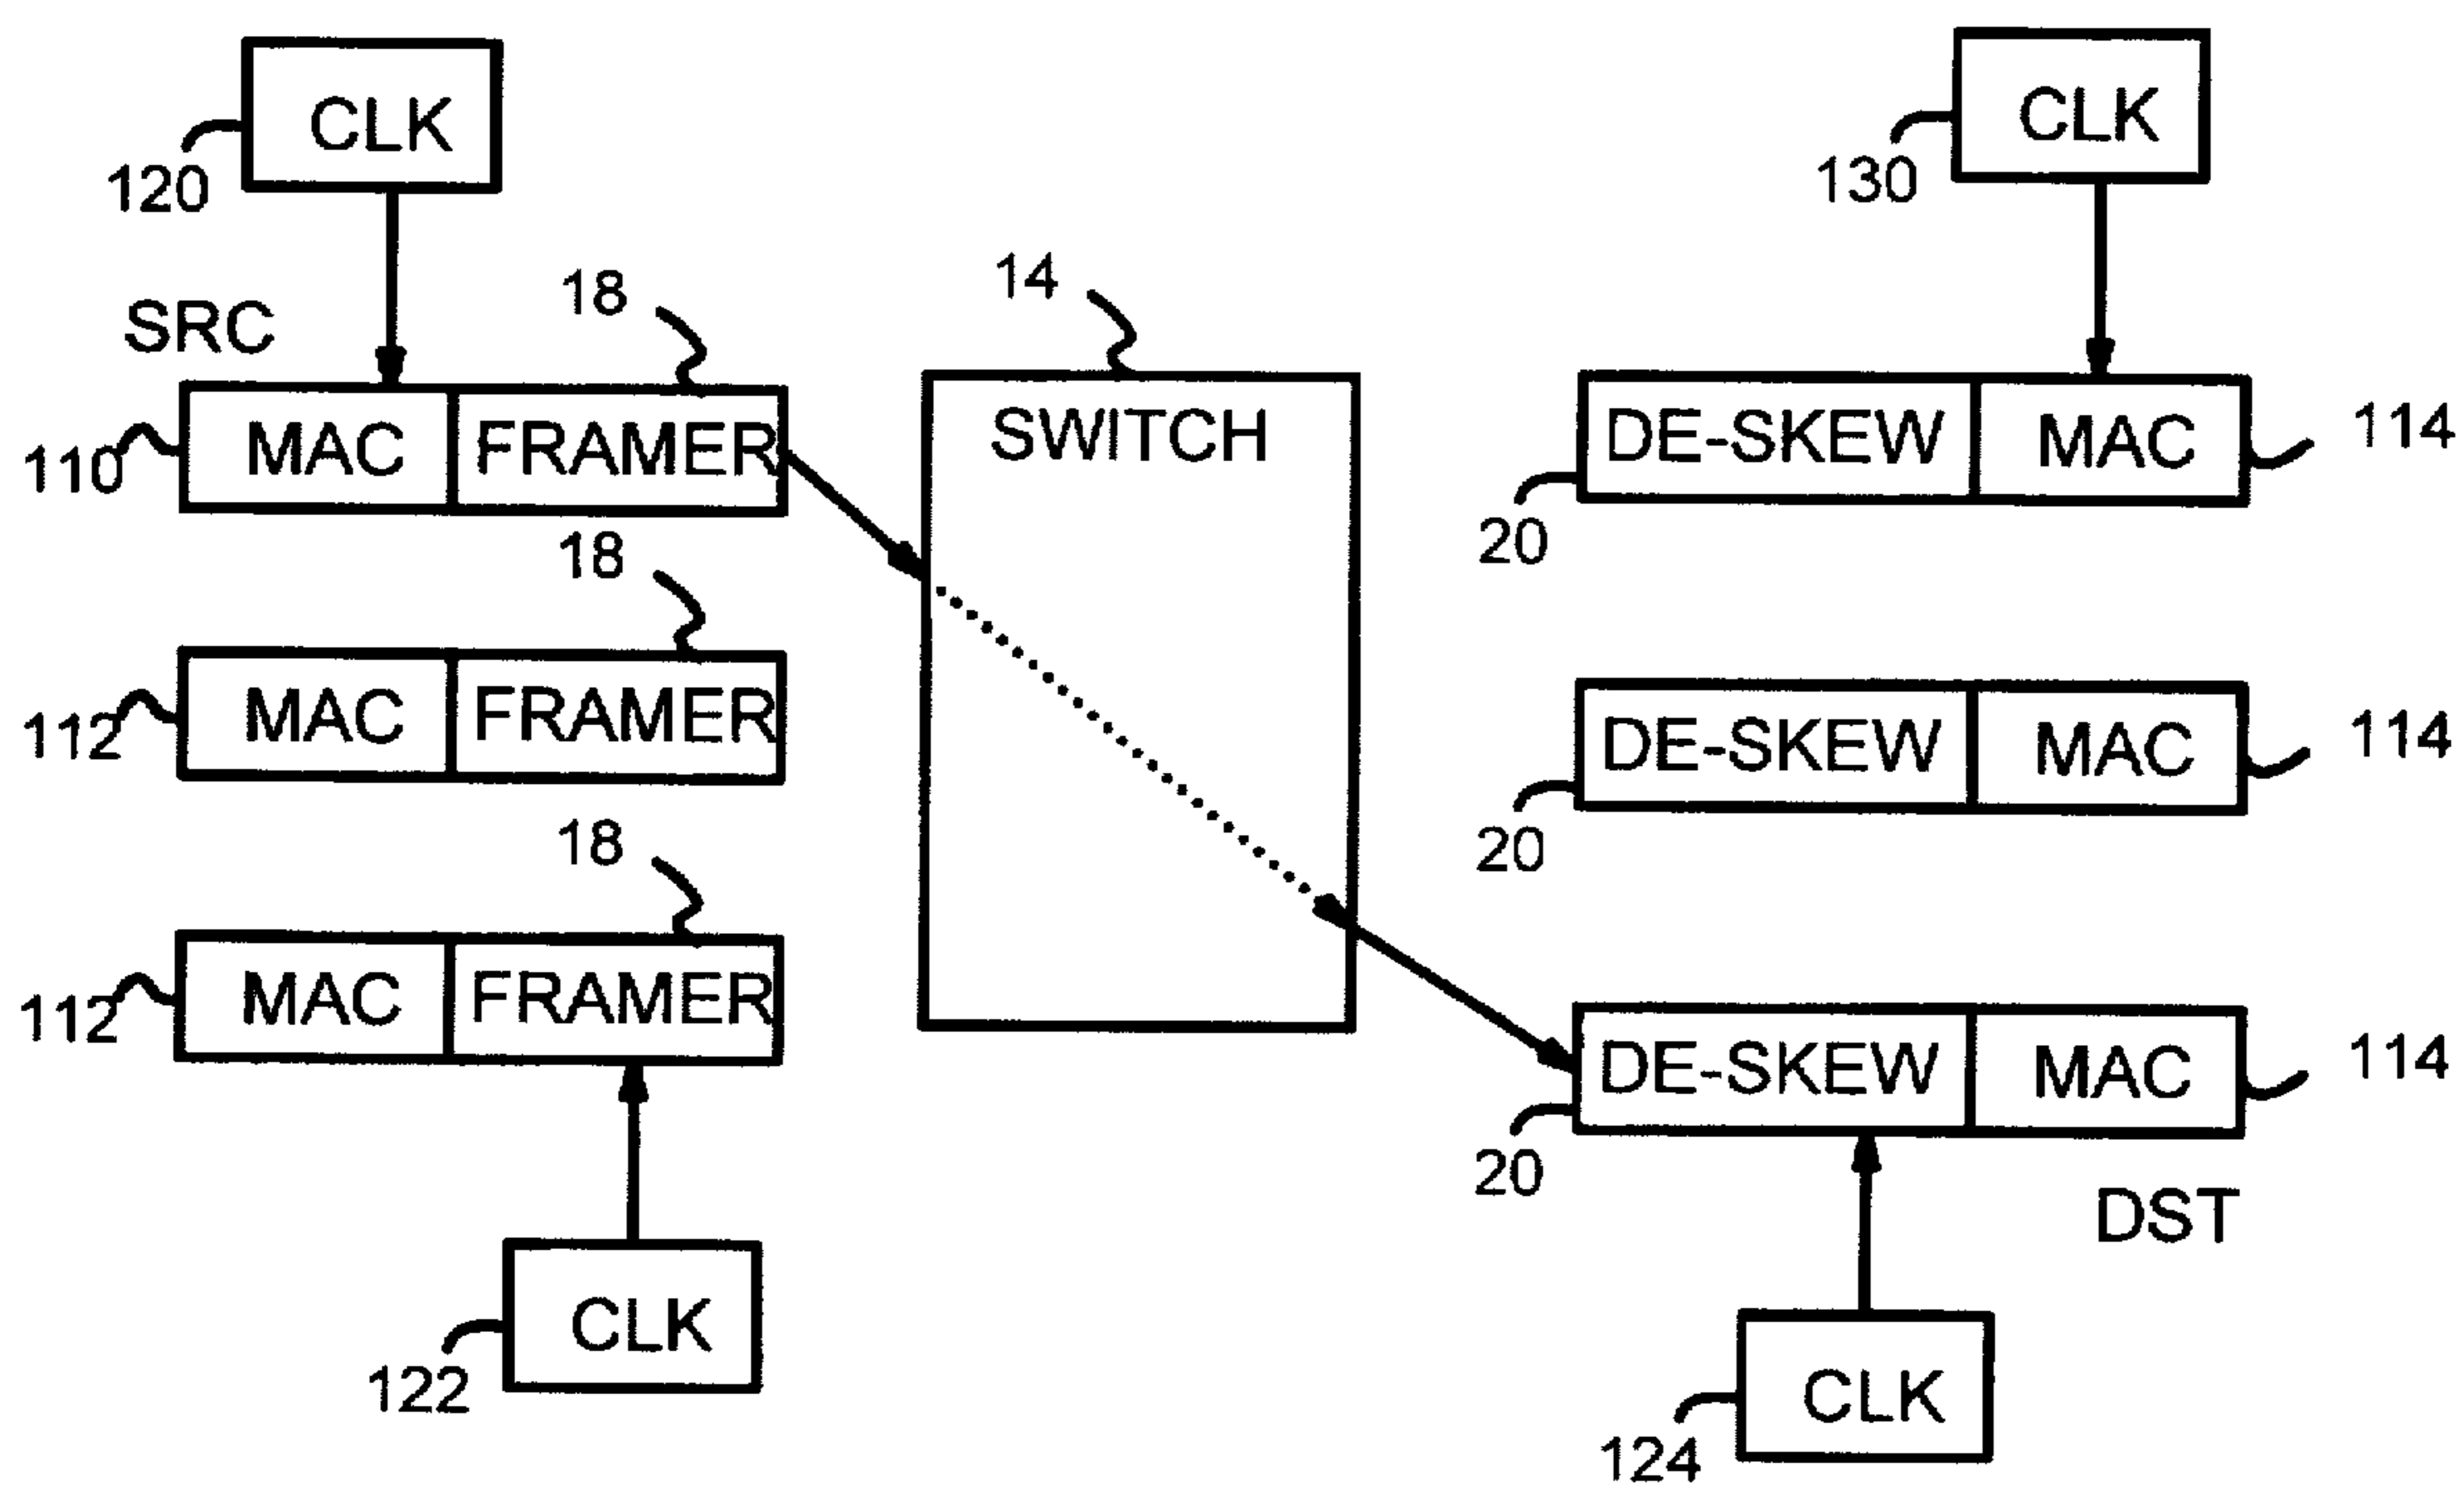 CLK
120
SRC
18
110
MAC
FRAMER
18
112
MAC
FRAMER
18
112
MAC
FRAMER
CLK
122
14
SWITCH
CLK
130
DE-SKEW
MAC
114
20
DE-SKEW
MAC
114
20
DE-SKEW
MAC
114
20
DST
CLK
124